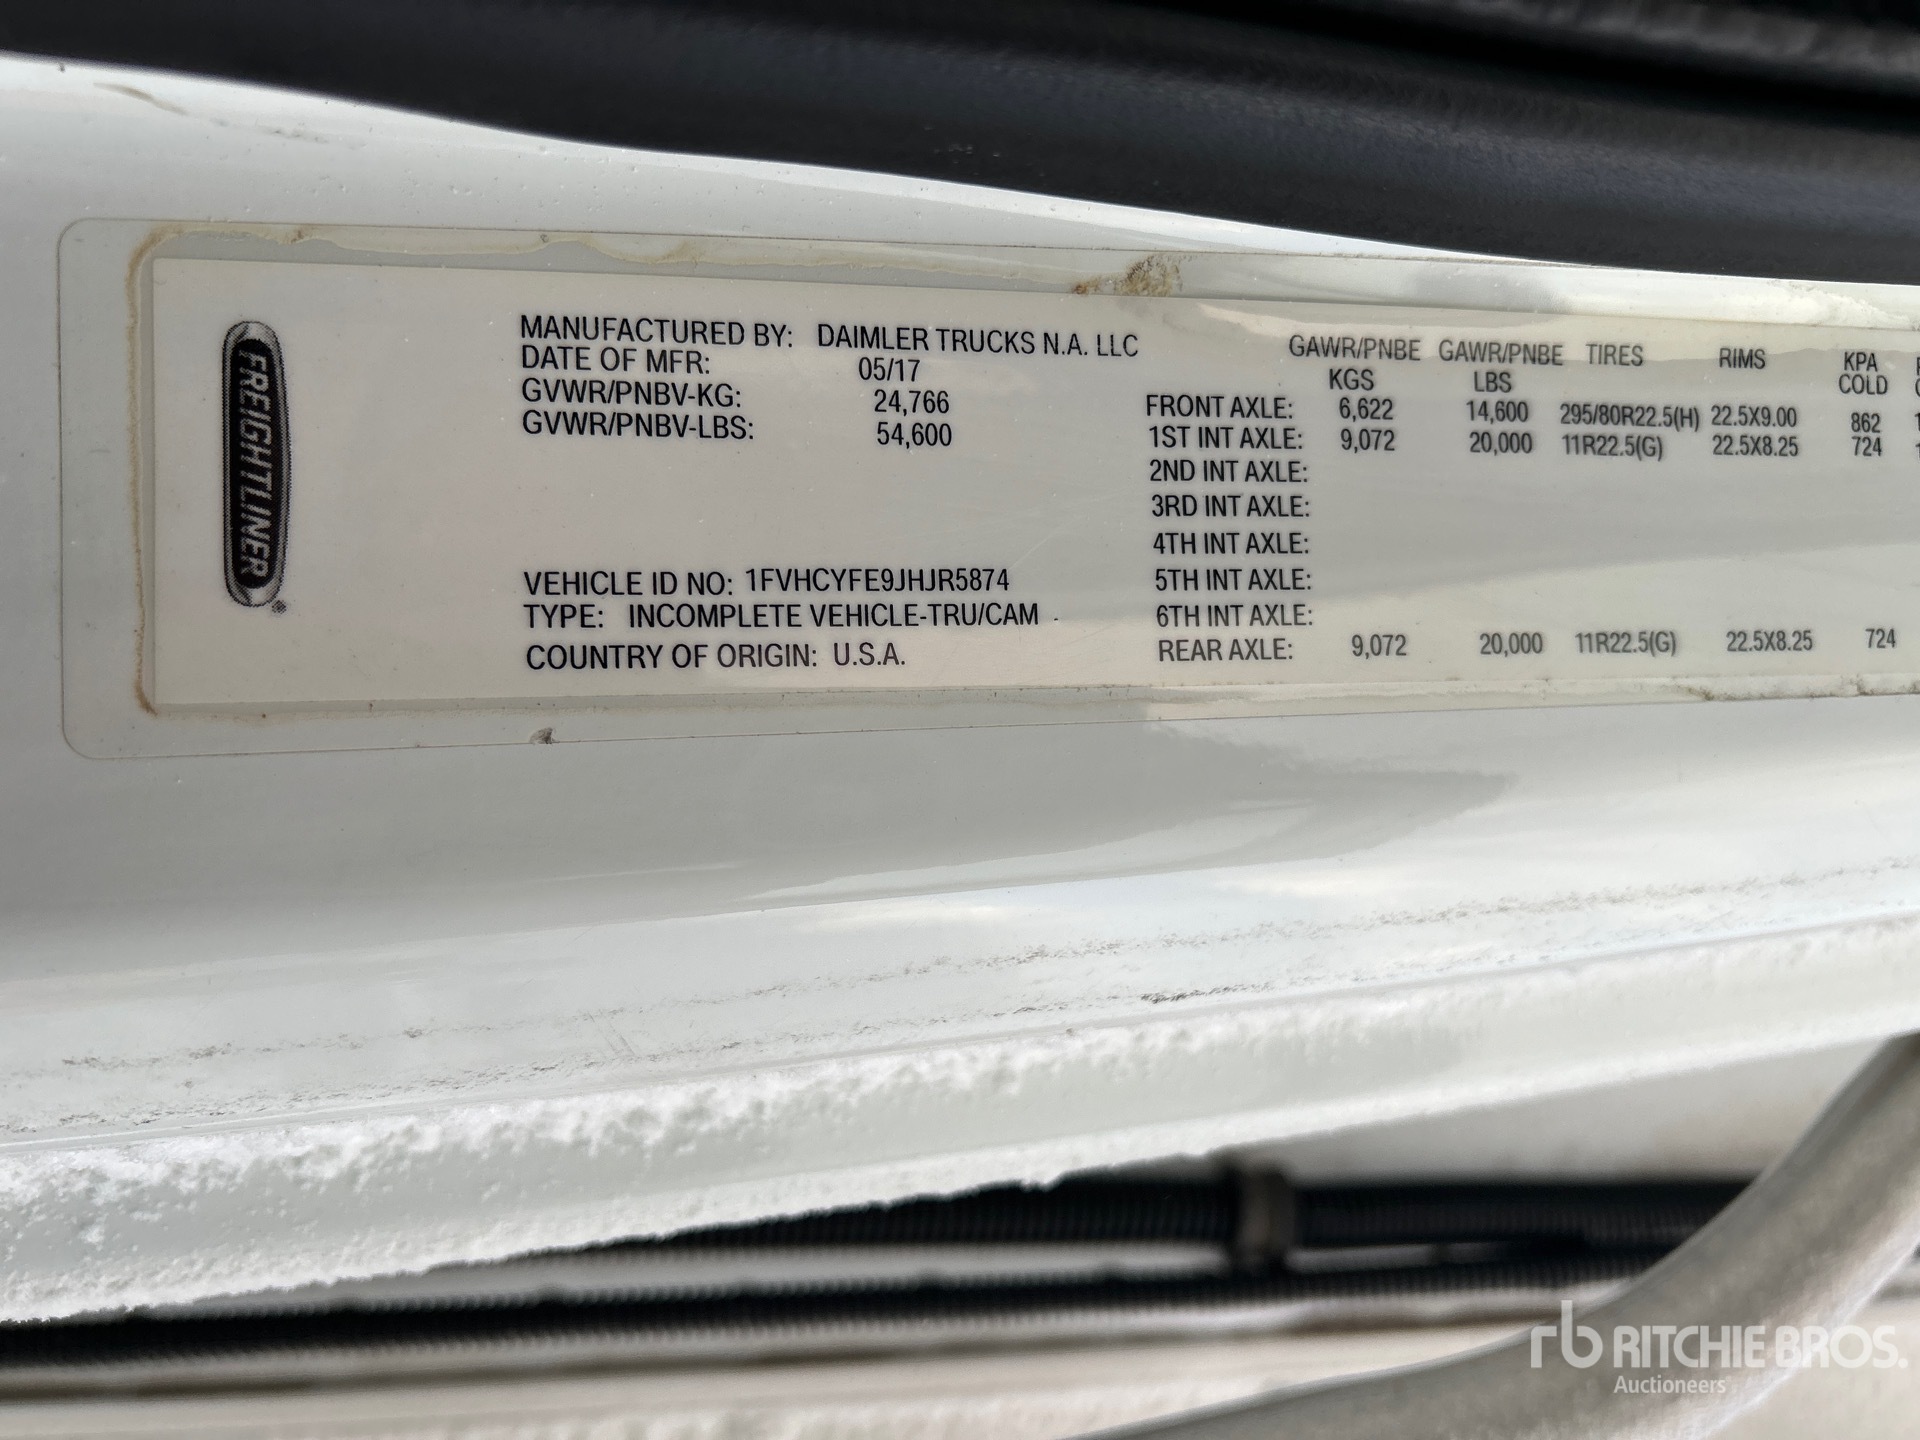 FREIGHTLINER®
MANUFACTURED BY: DAIMLER TRUCKS N.A. LLC
DATE OF MFR: 05/17
GVWR/PNBV-KG: 24,766
GVWR/PNBV-LBS: 54,600
VEHICLE ID NO: 1FVHCYFE9JHJR5874
TYPE: INCOMPLETE VEHICLE-TRU/CAM
COUNTRY OF ORIGIN: U.S.A.
GAWR/PNBE GAWR/PNBE TIRES RIMS KPA
KGS LBS COLD
FRONT AXLE: 6,622 14,600 295/80R22.5(H) 22.5X9.00 862
1ST INT AXLE: 9,072 20,000 11R22.5(G) 22.5X8.25 724
2ND INT AXLE:
3RD INT AXLE:
4TH INT AXLE:
5TH INT AXLE:
6TH INT AXLE:
REAR AXLE: 9,072 20,000 11R22.5(G) 22.5X8.25 724
rb RITCHIE BROS.
Auctioneers